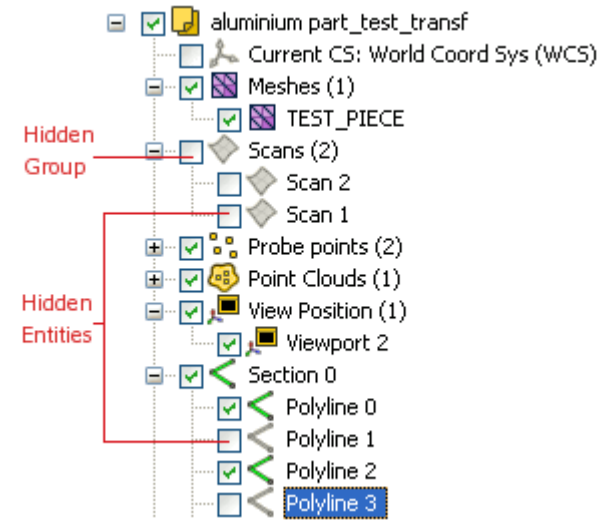 aluminium part_test_transf
Current CS: World Coord Sys (WCS)
Meshes (1)
TEST_PIECE
Hidden
Group
Scans (2)
Scan 2
Scan 1
Probe points (2)
Point Clouds (1)
Hidden
Entities
View Position (1)
Viewport 2
Section 0
Polyline 0
Polyline 1
Polyline 2
Polyline 3